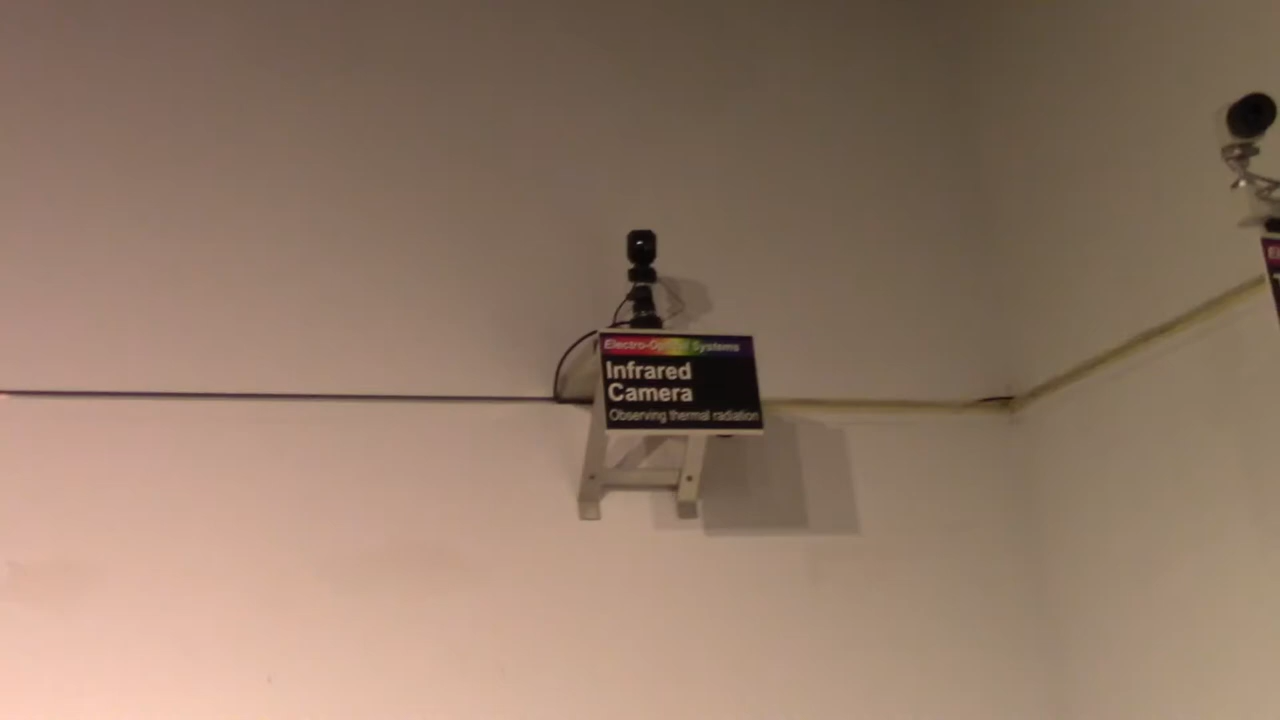 Electro-Optical Systems
Infrared
Camera
Observing thermal radiation